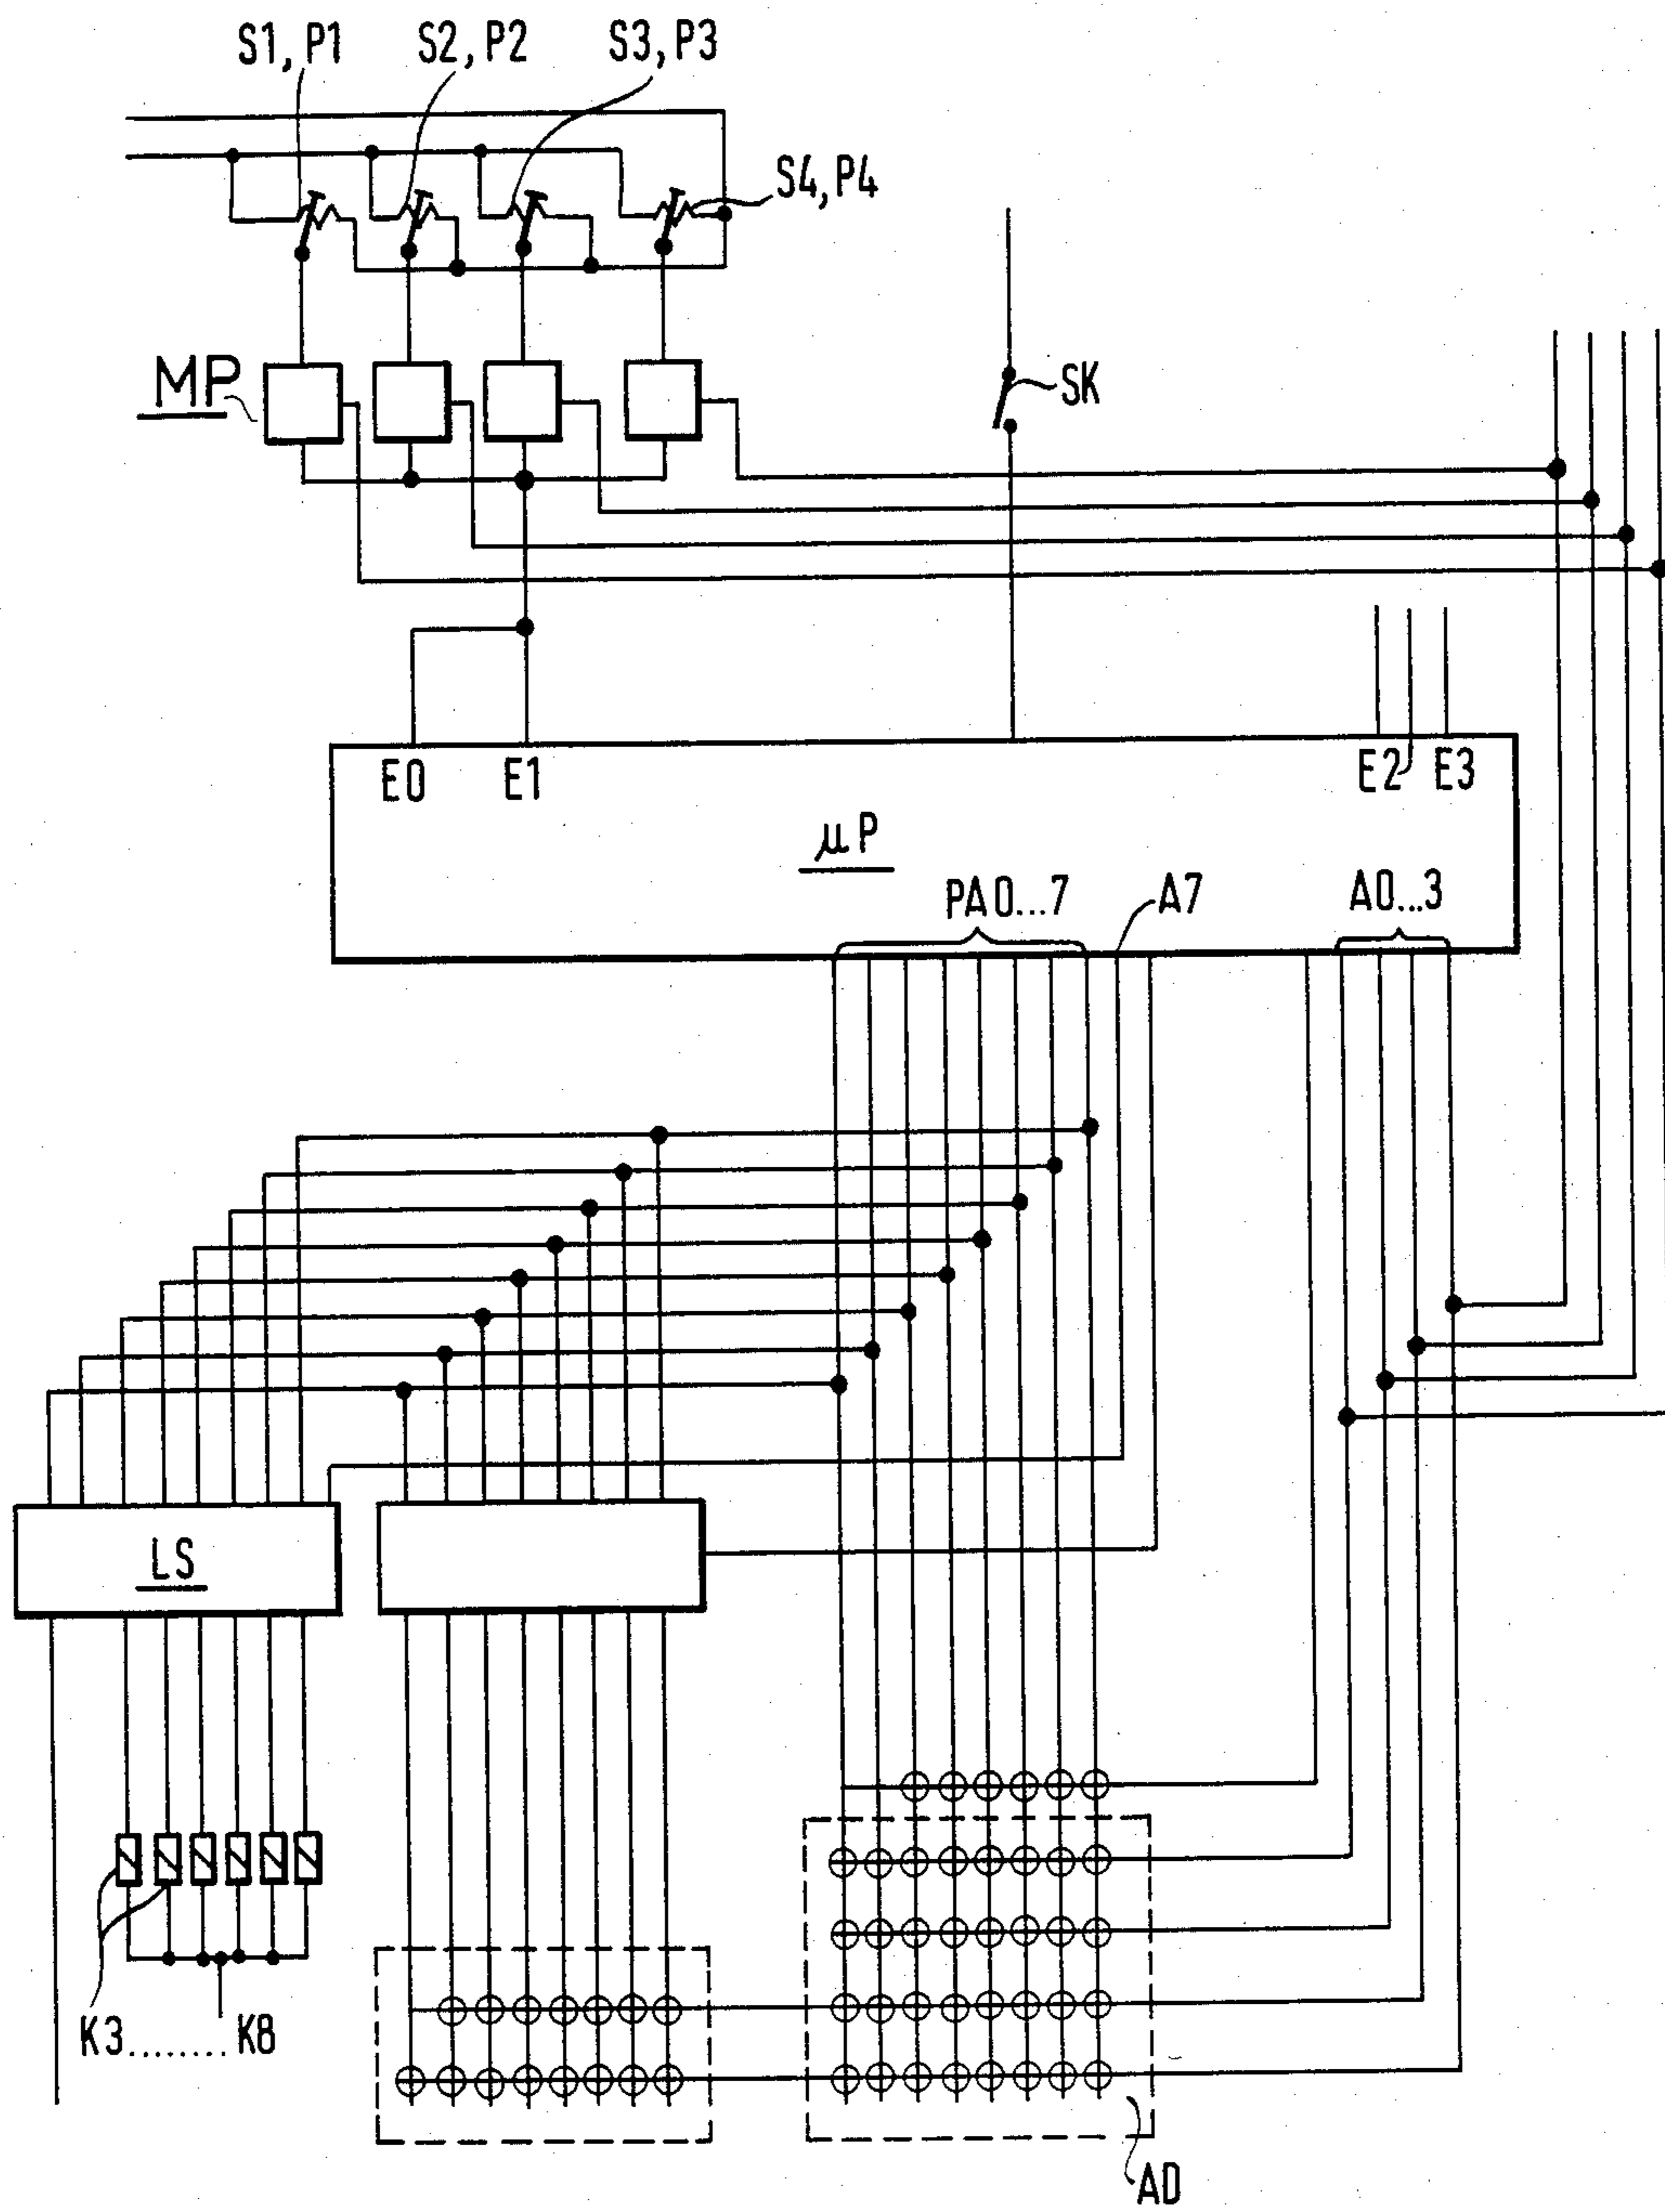 S1, P1
S2, P2
S3, P3
S4, P4
MP
SK
E0
E1
E2
E3
µP
PA0...7
A7
A0...3
LS
K3........K8
AD